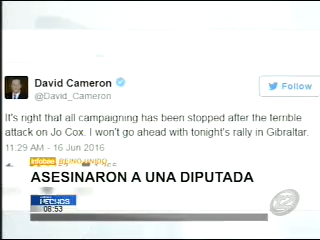 David Cameron
@David_Cameron
Follow
It's right that all campaigning has been stopped after the terrible
attack on Jo Cox. I won't go ahead with tonight's rally in Gibraltar.
11:29 AM - 16 Jun 2016
infobae REINO UNIDO
ASESINARON A UNA DIPUTADA
HECHOS
08:53
12